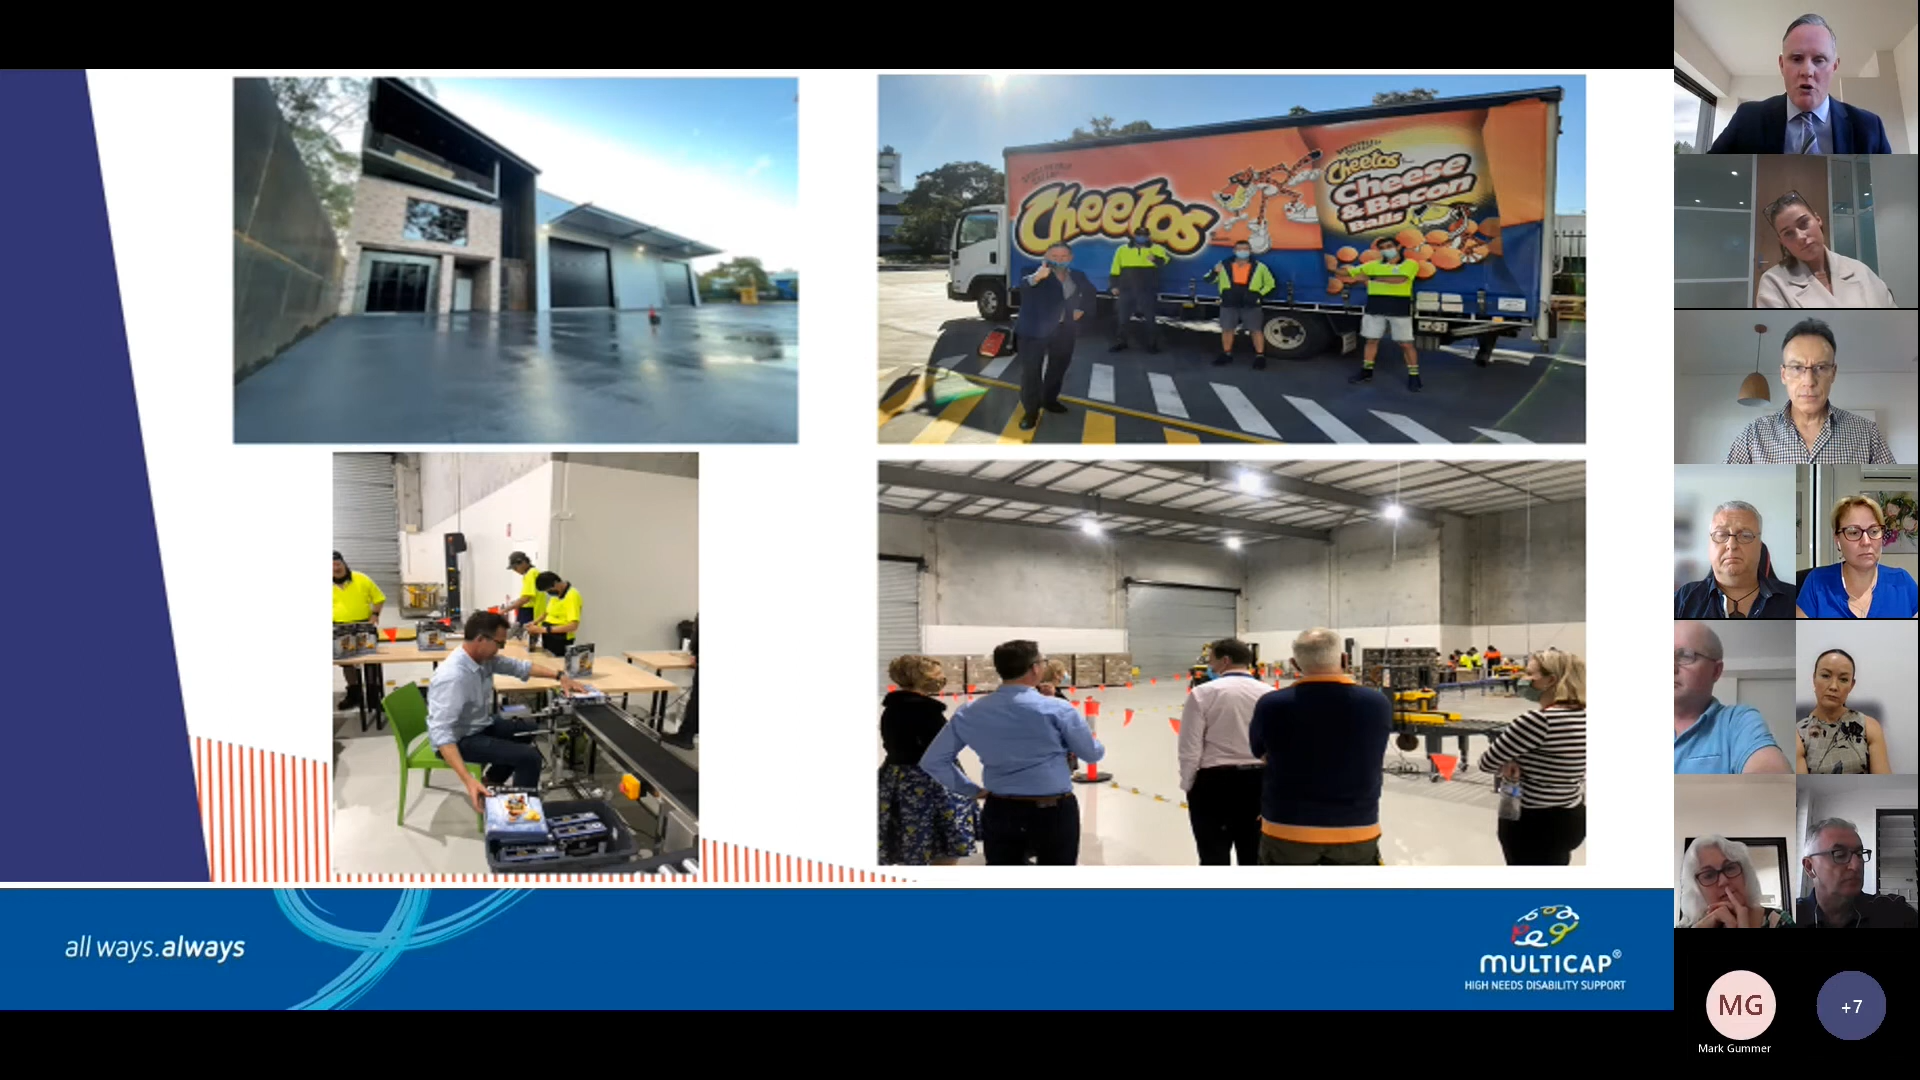 Cheetos
Cheetos
Cheese
& Bacon
Balls
all ways.always
MULTICAP®
HIGH NEEDS DISABILITY SUPPORT
MG
+7
Mark Gummer